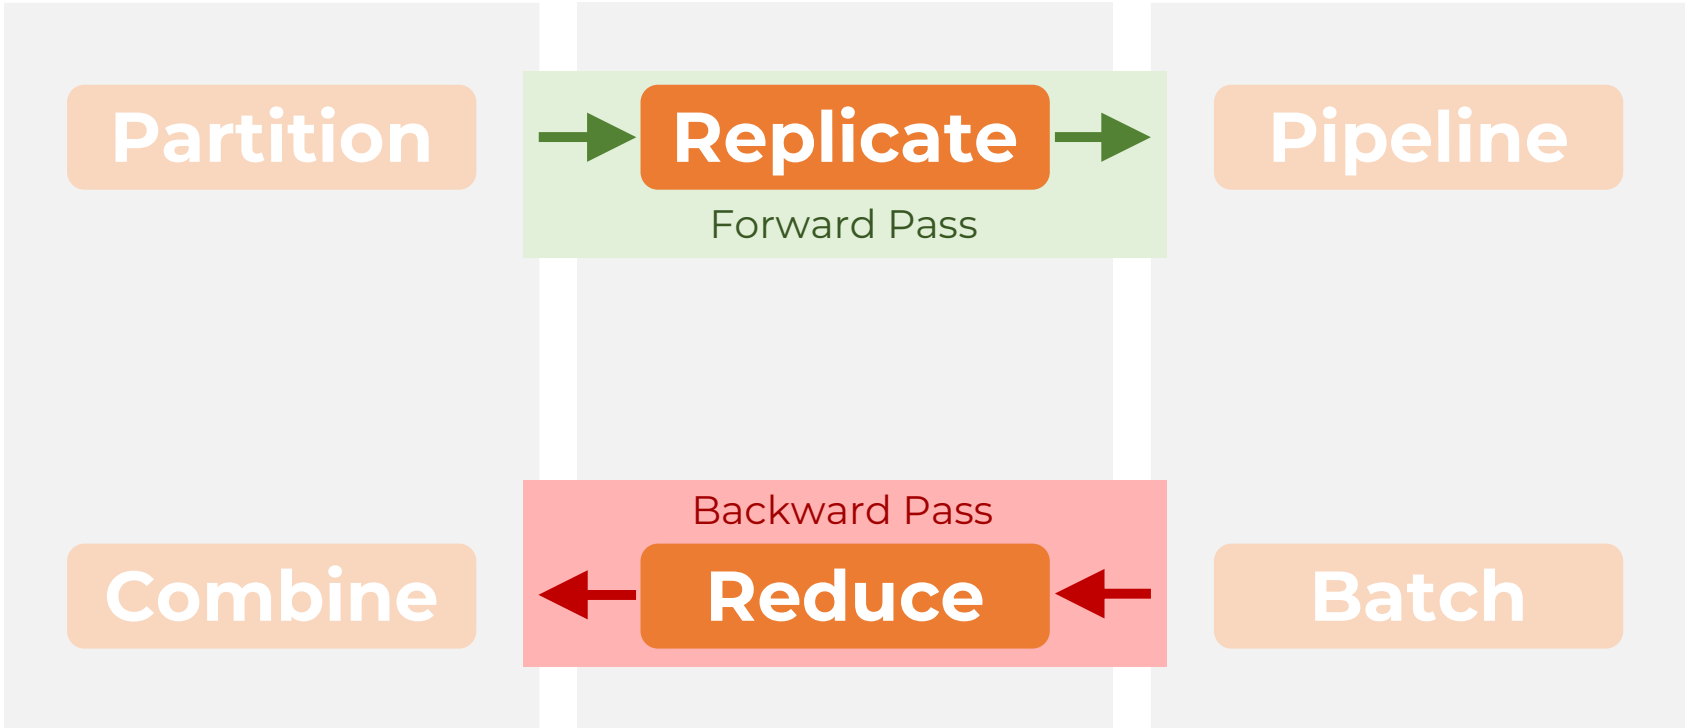 Partition
Replicate
Pipeline
Forward Pass
Backward Pass
Combine
Reduce
Batch